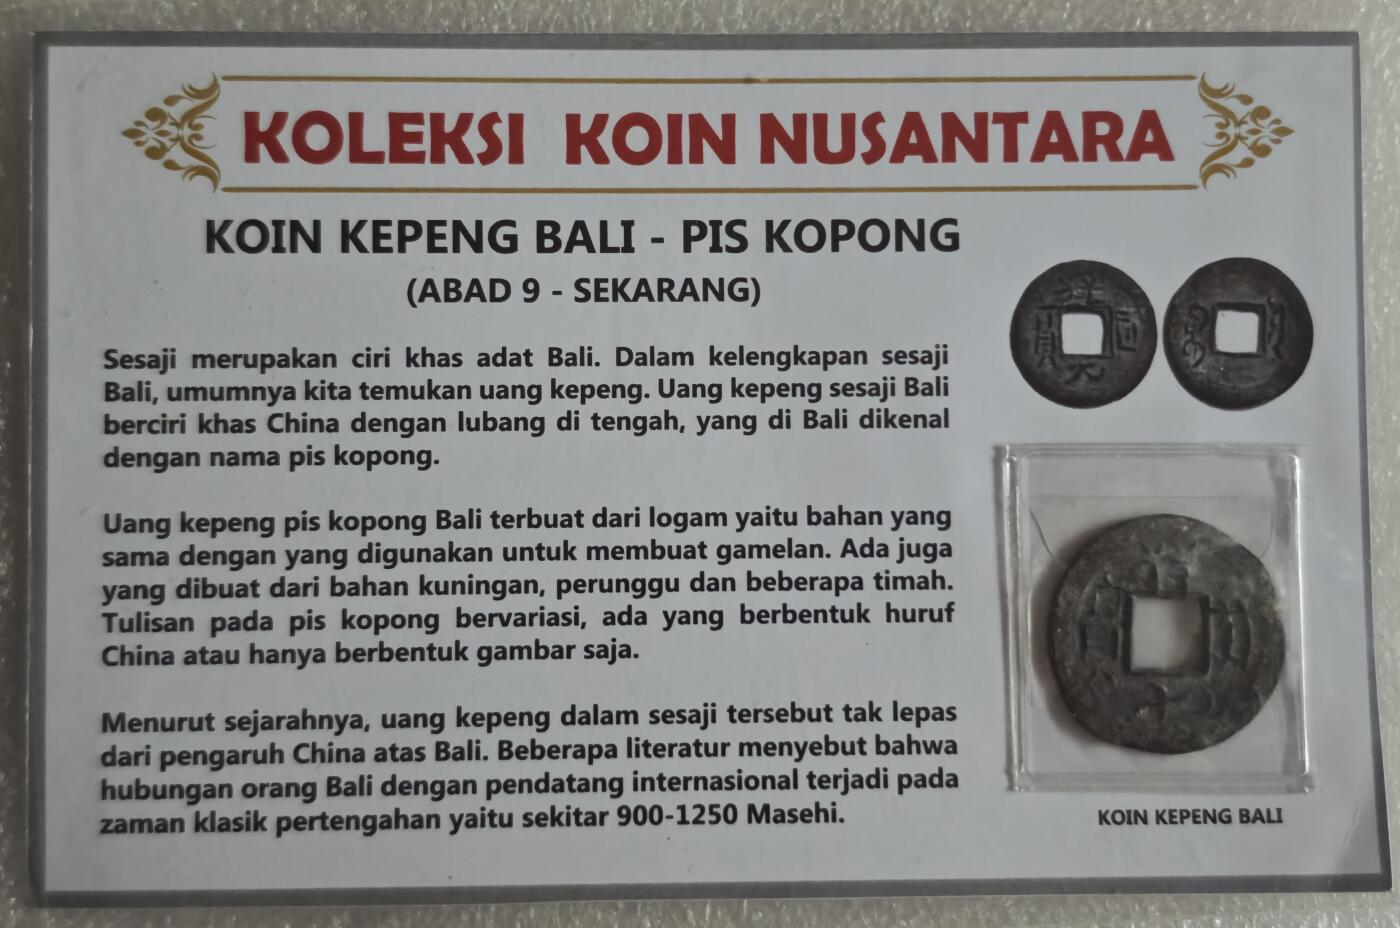 KOLEKSI KOIN NUSANTARA
KOIN KEPENG BALI - PIS KOPONG
(ABAD 9 - SEKARANG)
Sesaji merupakan ciri khas adat Bali. Dalam kelengkapan sesaji
Bali, umumnya kita temukan uang kepeng. Uang kepeng sesaji Bali
berciri khas China dengan lubang di tengah, yang di Bali dikenal
dengan nama pis kopong.
Uang kepeng pis kopong Bali terbuat dari logam yaitu bahan yang
sama dengan yang digunakan untuk membuat gamelan. Ada juga
yang dibuat dari bahan kuningan, perunggu dan beberapa timah.
Tulisan pada pis kopong bervariasi, ada yang berbentuk huruf
China atau hanya berbentuk gambar saja.
Menurut sejarahnya, uang kepeng dalam sesaji tersebut tak lepas
dari pengaruh China atas Bali. Beberapa literatur menyebut bahwa
hubungan orang Bali dengan pendatang internasional terjadi pada
zaman klasik pertengahan yaitu sekitar 900-1250 Masehi.
KOIN KEPENG BALI